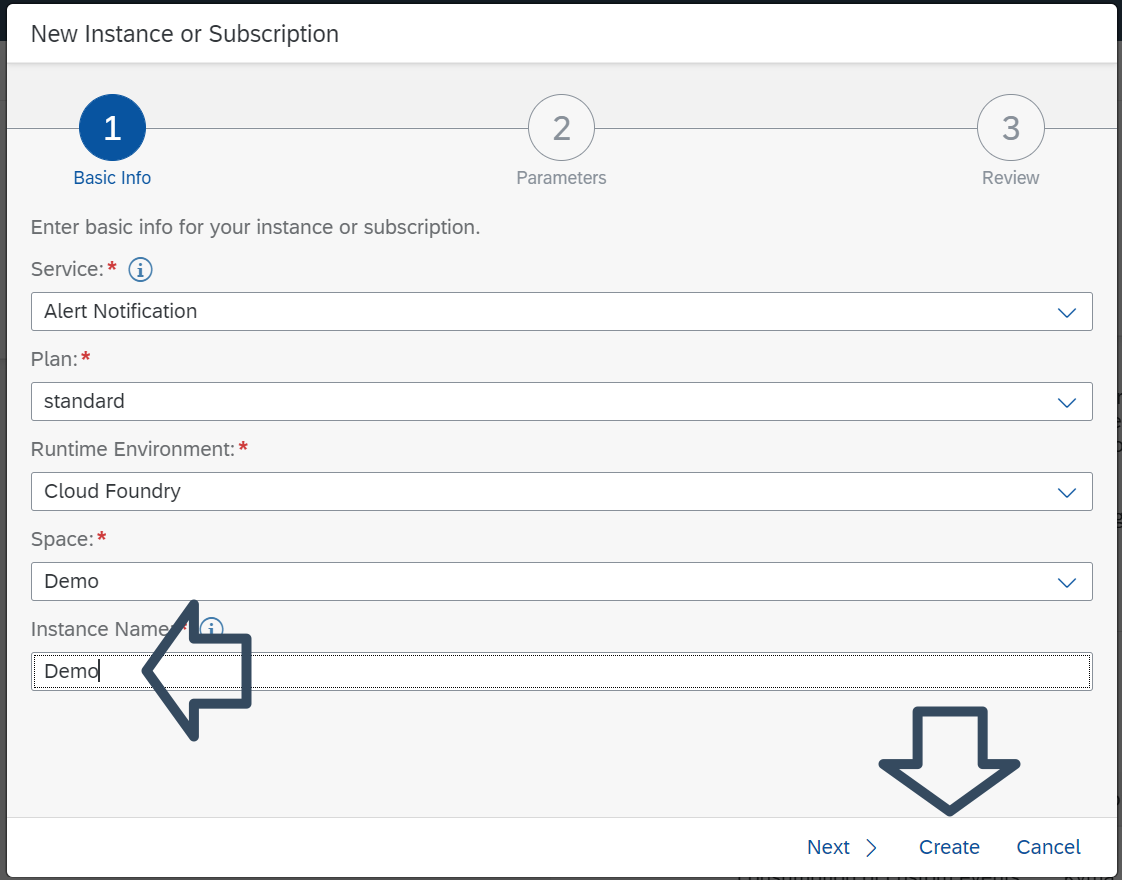 New Instance or Subscription
1
2
3
Basic Info
Parameters
Review
Enter basic info for your instance or subscription.
Service:*
Alert Notification
Plan:*
standard
Runtime Environment:*
Cloud Foundry
Space:*
Demo
Instance Name:*
Demo
Next
Create
Cancel